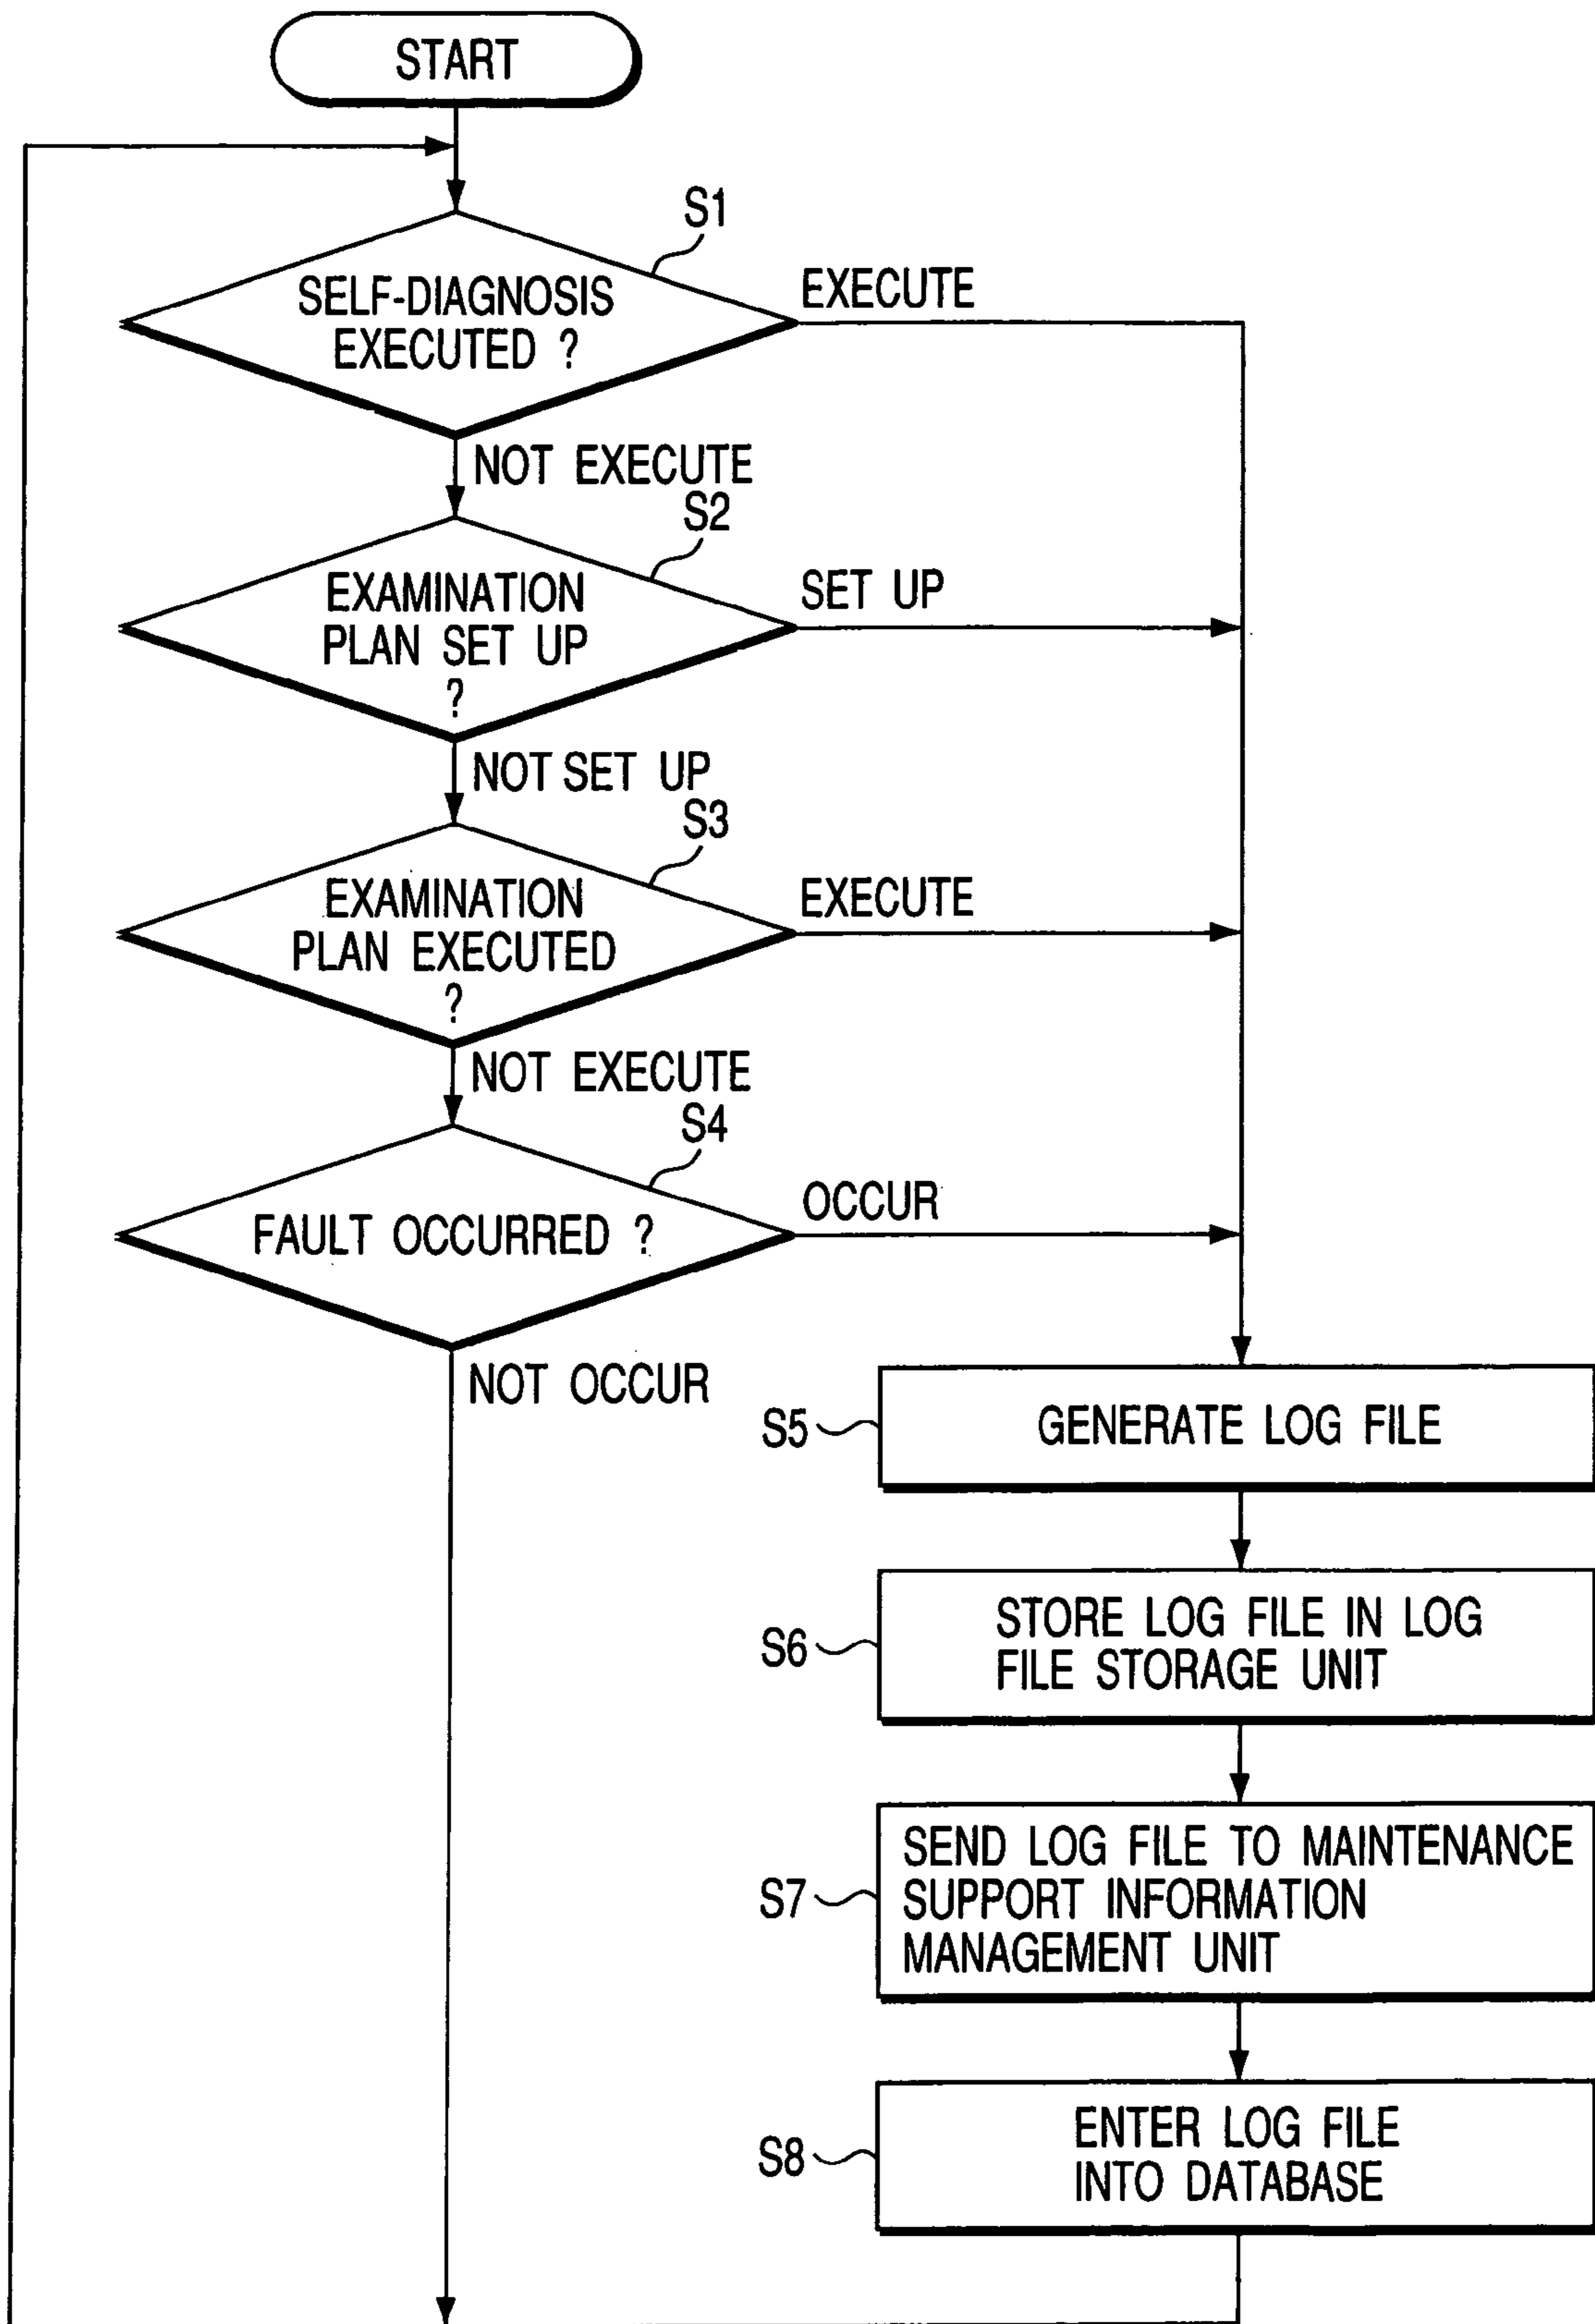 START
S1
SELF-DIAGNOSIS
EXECUTED ?
EXECUTE
NOT EXECUTE
S2
EXAMINATION
PLAN SET UP
?
SET UP
NOT SET UP
S3
EXAMINATION
PLAN EXECUTED
?
EXECUTE
NOT EXECUTE
S4
FAULT OCCURRED ?
OCCUR
NOT OCCUR
S5
GENERATE LOG FILE
S6
STORE LOG FILE IN LOG
FILE STORAGE UNIT
S7
SEND LOG FILE TO MAINTENANCE
SUPPORT INFORMATION
MANAGEMENT UNIT
S8
ENTER LOG FILE
INTO DATABASE